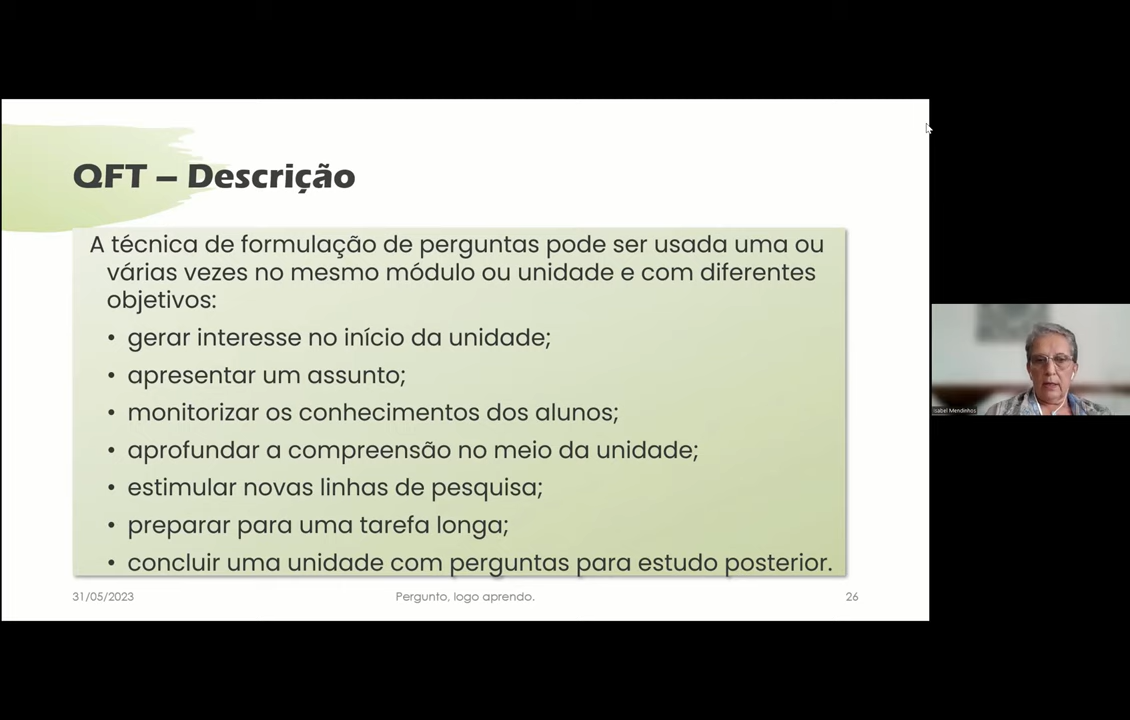 QFT – Descrição
A técnica de formulação de perguntas pode ser usada uma ou
várias vezes no mesmo módulo ou unidade e com diferentes
objetivos:
• gerar interesse no início da unidade;
• apresentar um assunto;
• monitorizar os conhecimentos dos alunos;
• aprofundar a compreensão no meio da unidade;
• estimular novas linhas de pesquisa;
• preparar para uma tarefa longa;
• concluir uma unidade com perguntas para estudo posterior.
31/05/2023
Pergunto, logo aprendo.
26
Isabel Mendinhos